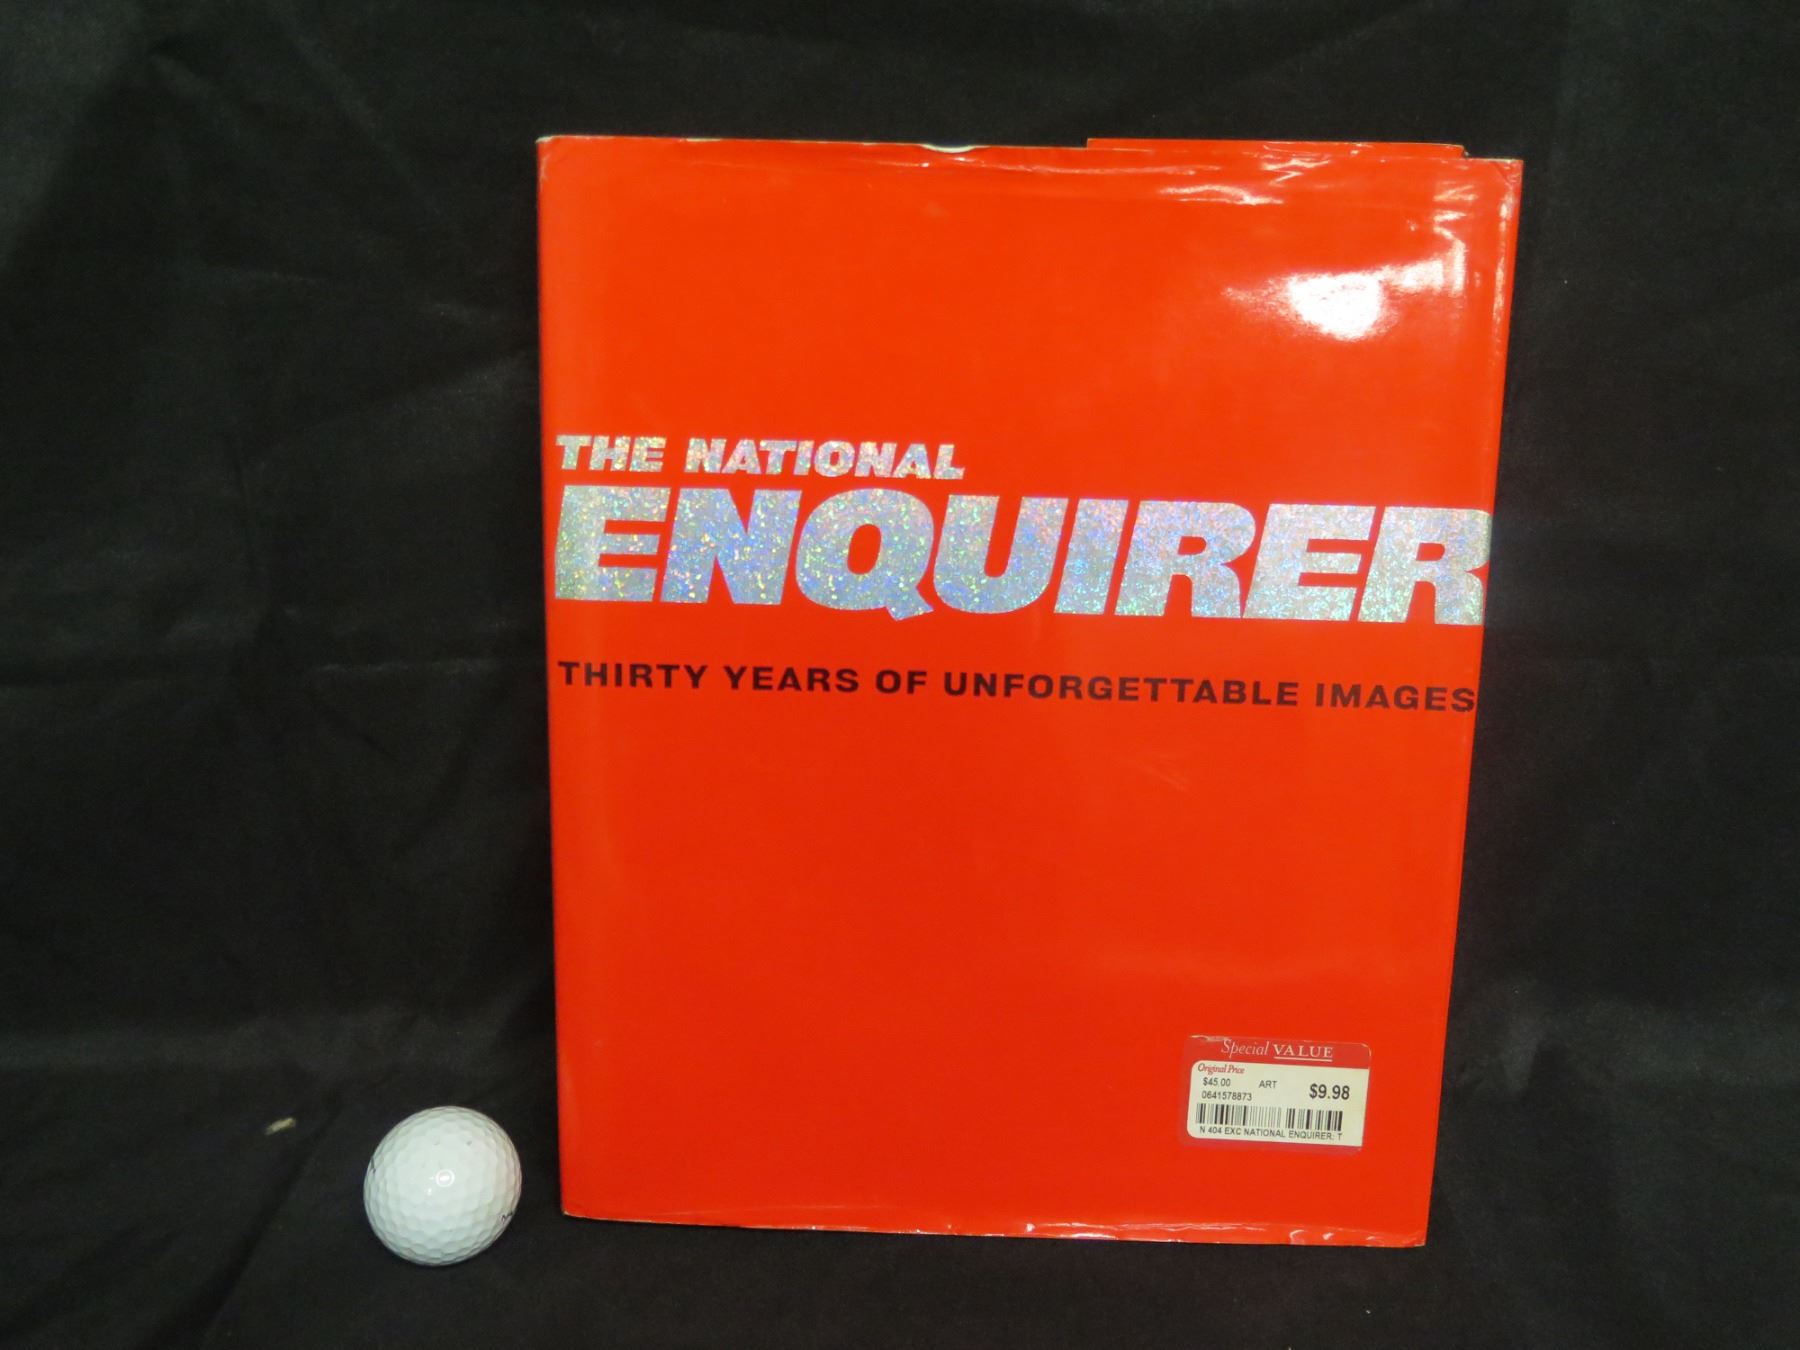 THE NATIONAL
ENQUIRER
THIRTY YEARS OF UNFORGETTABLE IMAGES
Special VALUE
Original Price
$45.00 ART $9.98
0641578873
N 404 EXC NATIONAL ENQUIRER; T